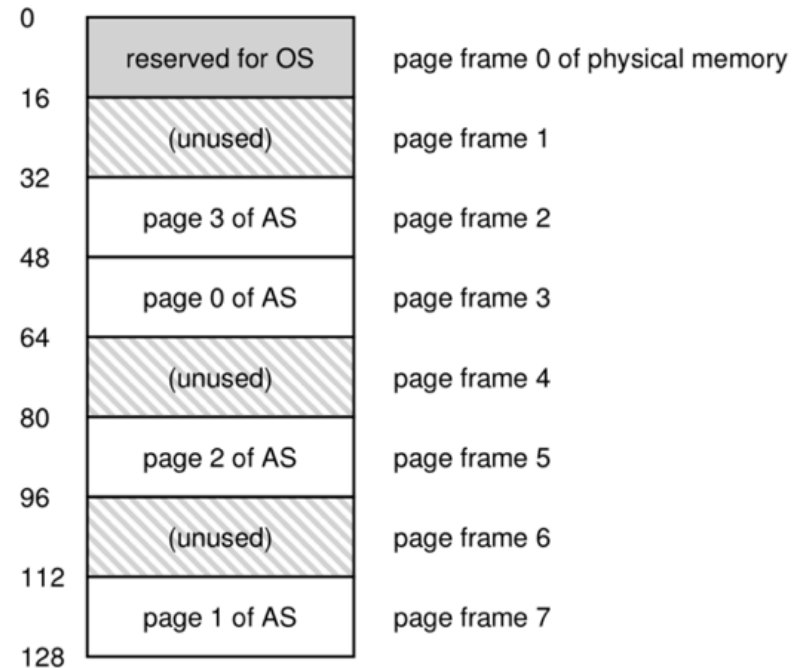 0
reserved for OS page frame 0 of physical memory
16
(unused) page frame 1
32
page 3 of AS page frame 2
48
page 0 of AS page frame 3
64
(unused) page frame 4
80
page 2 of AS page frame 5
96
(unused) page frame 6
112
page 1 of AS page frame 7
128